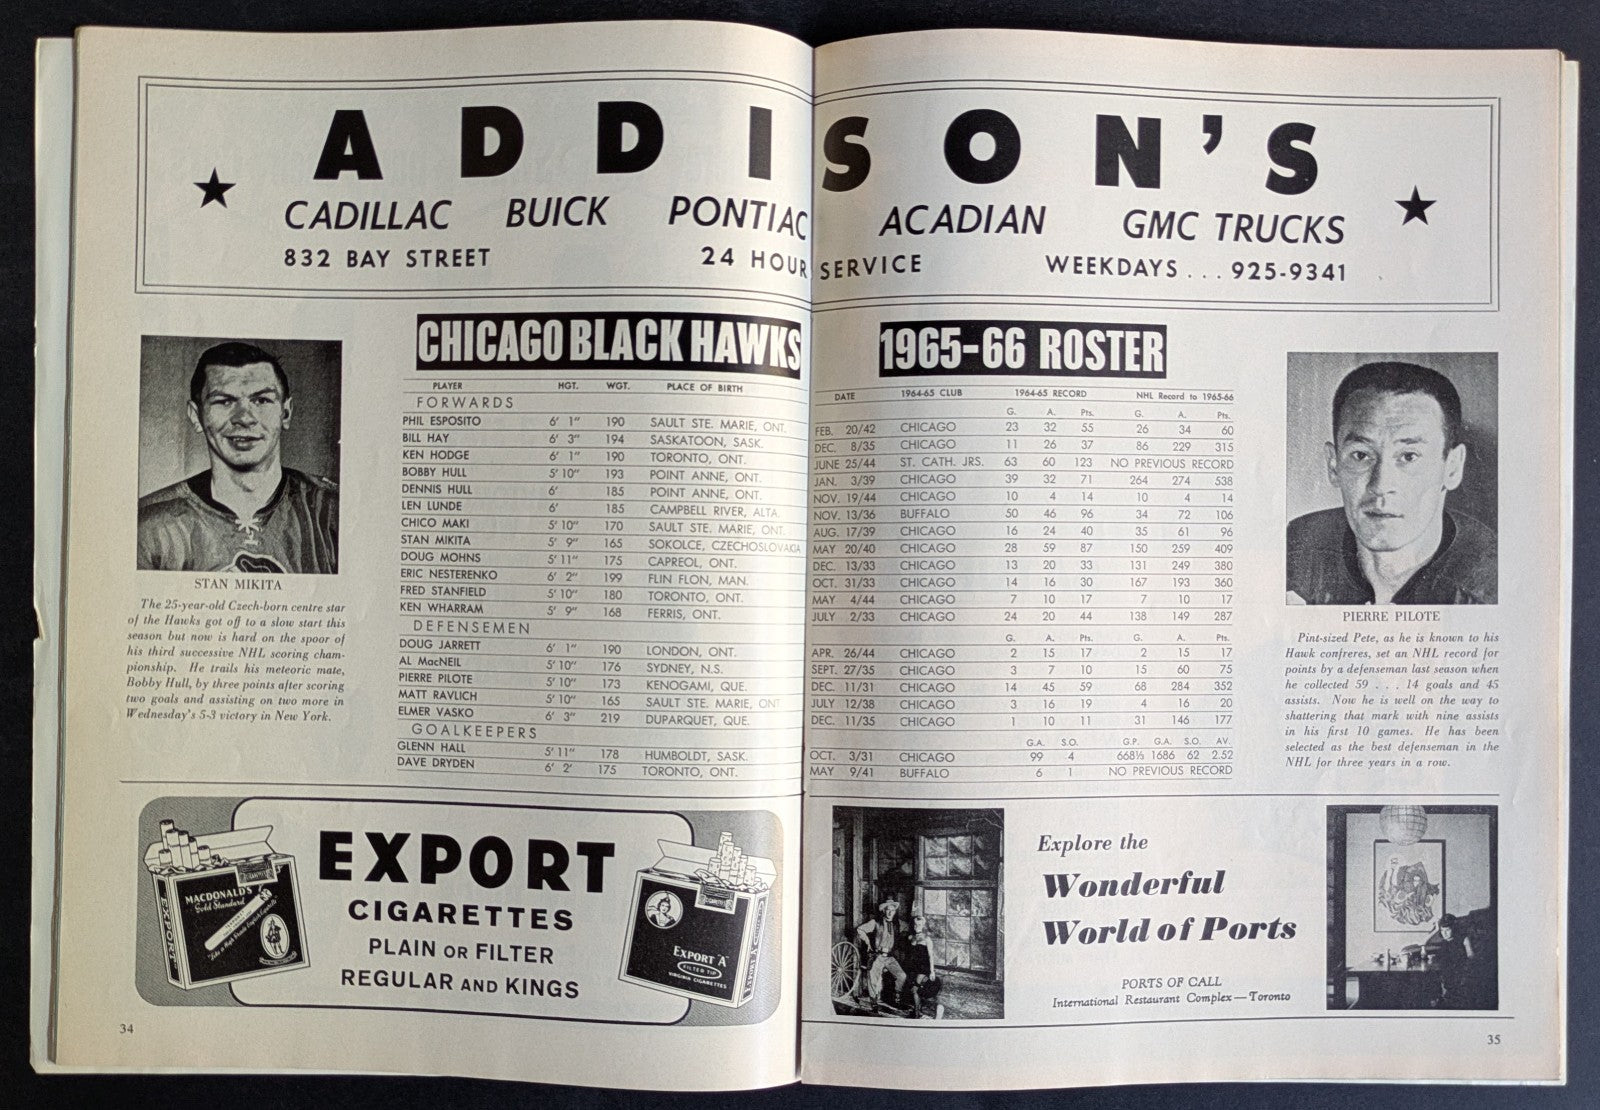 ADDISON'S
★ CADILLAC BUICK PONTIAC ACADIAN GMC TRUCKS ★
832 BAY STREET 24 HOUR SERVICE WEEKDAYS . . . 925-9341
CHICAGO BLACK HAWKS 1965-66 ROSTER
PLAYER HGT. WGT. PLACE OF BIRTH DATE 1964-65 CLUB 1964-65 RECORD NHL Record to 1965-66
FORWARDS G. A. Pts. G. A. Pts.
PHIL ESPOSITO 6' 1" 190 SAULT STE. MARIE, ONT. FEB. 20/42 CHICAGO 23 32 55 26 34 60
BILL HAY 6' 3" 194 SASKATOON, SASK. DEC. 8/35 CHICAGO 11 26 37 86 229 315
KEN HODGE 6' 1" 190 TORONTO, ONT. JUNE 25/44 ST. CATH. JRS. 63 60 123 NO PREVIOUS RECORD
BOBBY HULL 5' 10" 193 POINT ANNE, ONT. JAN. 3/39 CHICAGO 39 32 71 264 274 538
DENNIS HULL 6' 185 POINT ANNE, ONT. NOV. 19/44 CHICAGO 10 4 14 10 4 14
LEN LUNDE 6' 185 CAMPBELL RIVER, ALTA. NOV. 13/36 BUFFALO 50 46 96 34 72 106
CHICO MAKI 5' 10" 170 SAULT STE. MARIE, ONT. AUG. 17/39 CHICAGO 16 24 40 35 61 96
STAN MIKITA 5' 9" 165 SOKOLCE, CZECHOSLOVAKIA MAY 20/40 CHICAGO 28 59 87 150 259 409
DOUG MOHNS 5' 11" 175 CAPREOL, ONT. DEC. 13/33 CHICAGO 13 20 33 131 249 380
ERIC NESTERENKO 6' 2" 199 FLIN FLON, MAN. OCT. 31/33 CHICAGO 14 16 30 167 193 360
FRED STANFIELD 5' 10" 180 TORONTO, ONT. MAY 4/44 CHICAGO 7 10 17 7 10 17
KEN WHARRAM 5' 9" 168 FERRIS, ONT. JULY 2/33 CHICAGO 24 20 44 138 149 287
DEFENSEMEN G. A. Pts. G. A. Pts.
DOUG JARRETT 6' 1" 190 LONDON, ONT. APR. 26/44 CHICAGO 2 15 17 2 15 17
AL MacNEIL 5' 10" 176 SYDNEY, N.S. SEPT. 27/35 CHICAGO 3 7 10 15 60 75
PIERRE PILOTE 5' 10" 173 KENOGAMI, QUE. DEC. 11/31 CHICAGO 14 45 59 68 284 352
MATT RAVLICH 5' 10" 165 SAULT STE. MARIE, ONT JULY 12/38 CHICAGO 3 16 19 4 16 20
ELMER VASKO 6' 3" 219 DUPARQUET, QUE. DEC. 11/35 CHICAGO 1 10 11 31 146 177
GOALKEEPERS G.A. S.O. G.P. G.A. S.O. AV.
GLENN HALL 5' 11" 178 HUMBOLDT, SASK. OCT. 3/31 CHICAGO 99 4 668⅓ 1686 62 2.52
DAVE DRYDEN 6' 2' 175 TORONTO, ONT. MAY 9/41 BUFFALO 6 1 NO PREVIOUS RECORD
STAN MIKITA
The 25-year-old Czech-born centre star
of the Hawks got off to a slow start this
season but now is hard on the spoor of
his third successive NHL scoring cham-
pionship. He trails his meteoric mate,
Bobby Hull, by three points after scoring
two goals and assisting on two more in
Wednesday's 5-3 victory in New York.
PIERRE PILOTE
Pint-sized Pete, as he is known to his
Hawk confreres, set an NHL record for
points by a defenseman last season when
he collected 59 . . . 14 goals and 45
assists. Now he is well on the way to
shattering that mark with nine assists
in his first 10 games. He has been
selected as the best defenseman in the
NHL for three years in a row.
EXPORT
CIGARETTES
PLAIN OR FILTER
REGULAR AND KINGS
MACDONALD'S
Gold Standard
EXPORT
EXPORT "A"
FILTER TIP
VIRGINIA CIGARETTES
Explore the
Wonderful
World of Ports
PORTS OF CALL
International Restaurant Complex — Toronto
34
35